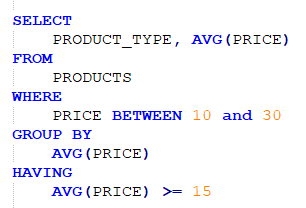 SELECT
PRODUCT_TYPE, AVG(PRICE)
FROM
PRODUCTS
WHERE
PRICE BETWEEN 10 and 30
GROUP BY
AVG(PRICE)
HAVING
AVG(PRICE) >= 15